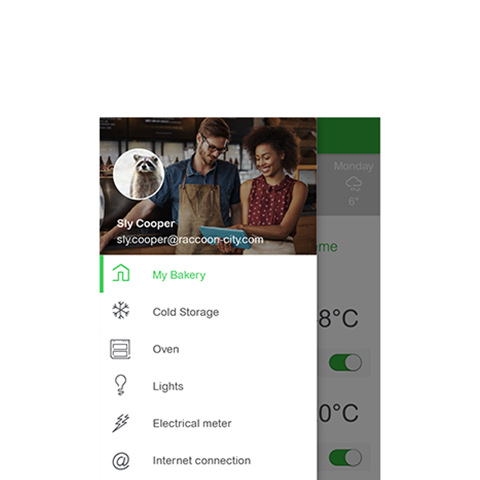 Monday
6°
Sly Cooper
sly.cooper@raccoon-city.com
My Bakery
Cold Storage
8°C
Oven
Lights
0°C
Electrical meter
Internet connection